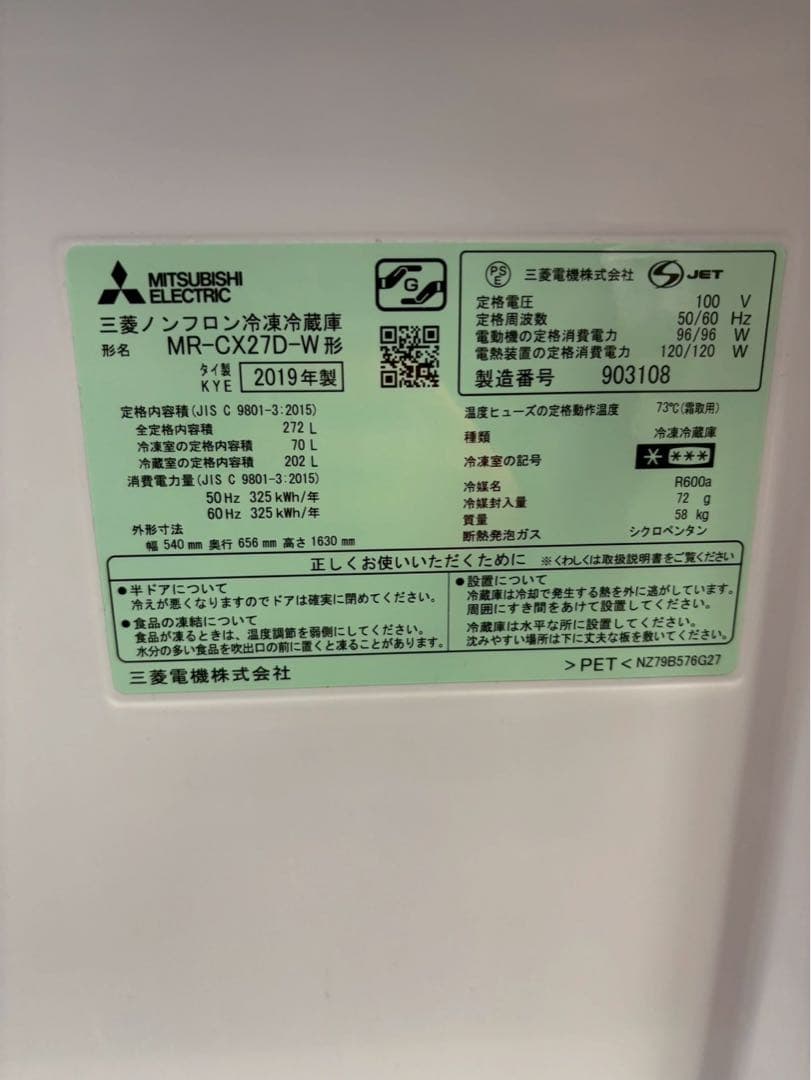 MITSUBISHI
ELECTRIC
三菱ノンフロン冷凍冷蔵庫
形名 MR-CX27D-W形
タイ製
KYE
2019年製
G
PSE 三菱電機株式会社 JET
定格電圧 100 V
定格周波数 50/60 Hz
電動機の定格消費電力 96/96 W
電熱装置の定格消費電力 120/120 W
製造番号 903108
定格内容積(JIS C 9801-3:2015)
全定格内容積 272 L
冷凍室の定格内容積 70 L
冷蔵室の定格内容積 202 L
消費電力量(JIS C 9801-3:2015)
50Hz 325kWh/年
60Hz 325kWh/年
外形寸法
幅 540mm 奥行 656mm 高さ 1630mm
温度ヒューズの定格動作温度 73℃(霜取用)
種類 冷凍冷蔵庫
冷凍室の記号 * ***
冷媒名 R600a
冷媒封入量 72 g
質量 58 kg
断熱発泡ガス シクロペンタン
正しくお使いいただくために ※くわしくは取扱説明書をご覧ください
●半ドアについて
冷えが悪くなりますのでドアは確実に閉めてください。
●食品の凍結について
食品が凍るときは、温度調節を弱側にしてください。
水分の多い食品を吹出口の前に置くと凍ることがあります。
●設置について
冷蔵庫は冷却で発生する熱を外に逃がしています。
周囲にすき間をあけて設置してください。
冷蔵庫は水平な所に設置してください。
沈みやすい場所は下に丈夫な板を敷いてください。
三菱電機株式会社
>PET< NZ79B576G27